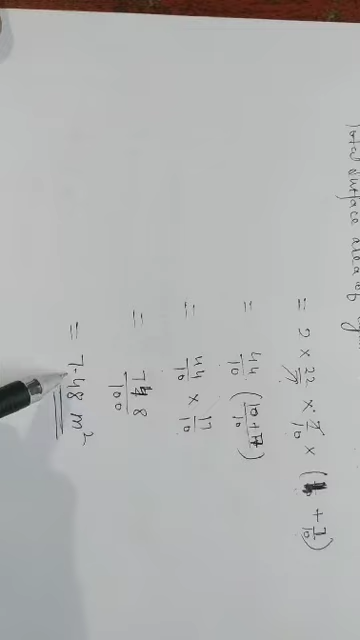 Total surface area of
= 2 × 22/7 × 7/10 × (1 + 7/10)
= 44/10 (10+7/10)
= 44/10 × 17/10
= 748/100
= 7.48 m²